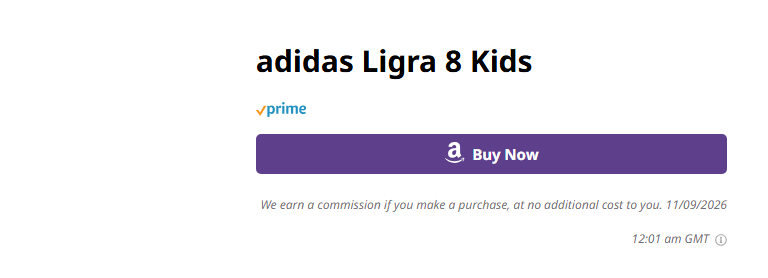 adidas Ligra 8 Kids
prime
Buy Now
We earn a commission if you make a purchase, at no additional cost to you. 11/09/2026
12:01 am GMT